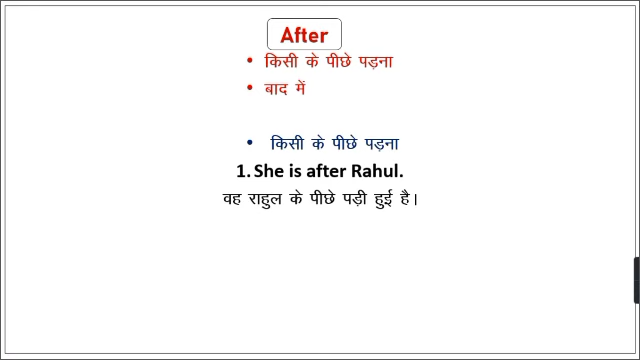 After
• किसी के पीछे पड़ना
• बाद में
• किसी के पीछे पड़ना
1. She is after Rahul.
वह राहुल के पीछे पड़ी हुई है।